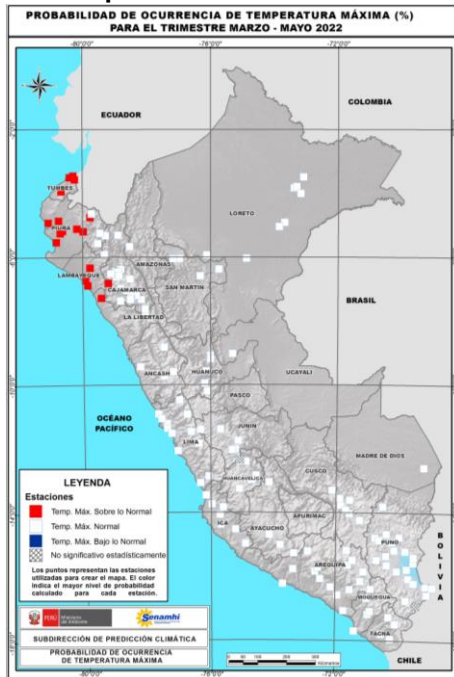 PROBABILIDAD DE OCURRENCIA DE TEMPERATURA MÁXIMA (%)
PARA EL TRIMESTRE MARZO - MAYO 2022
COLOMBIA
ECUADOR
TUMBES
LORETO
PIURA
AMAZONAS
LAMBAYEQUE
SAN MARTIN
CAJAMARCA
BRASIL
LA LIBERTAD
ANCASH
HUANUCO
UCAYALI
PASCO
OCÉANO
PACÍFICO
JUNIN
LIMA
MADRE DE DIOS
CUSCO
HUANCAVELICA
APURIMAC
ICA
AYACUCHO
PUNO
BOLIVIA
AREQUIPA
MOQUEGUA
TACNA
CHILE
LEYENDA
Estaciones
Temp. Máx. Sobre lo Normal
Temp. Máx. Normal
Temp. Máx. Bajo lo Normal
No significativo estadísticamente
Los puntos representan las estaciones
utilizadas para crear el mapa. El color
indica el mayor nivel de probabilidad
calculado para cada estación.
PERÚ
Senamhi
SUBDIRECCIÓN DE PREDICCIÓN CLIMÁTICA
PROBABILIDAD DE OCURRENCIA
DE TEMPERATURA MÁXIMA